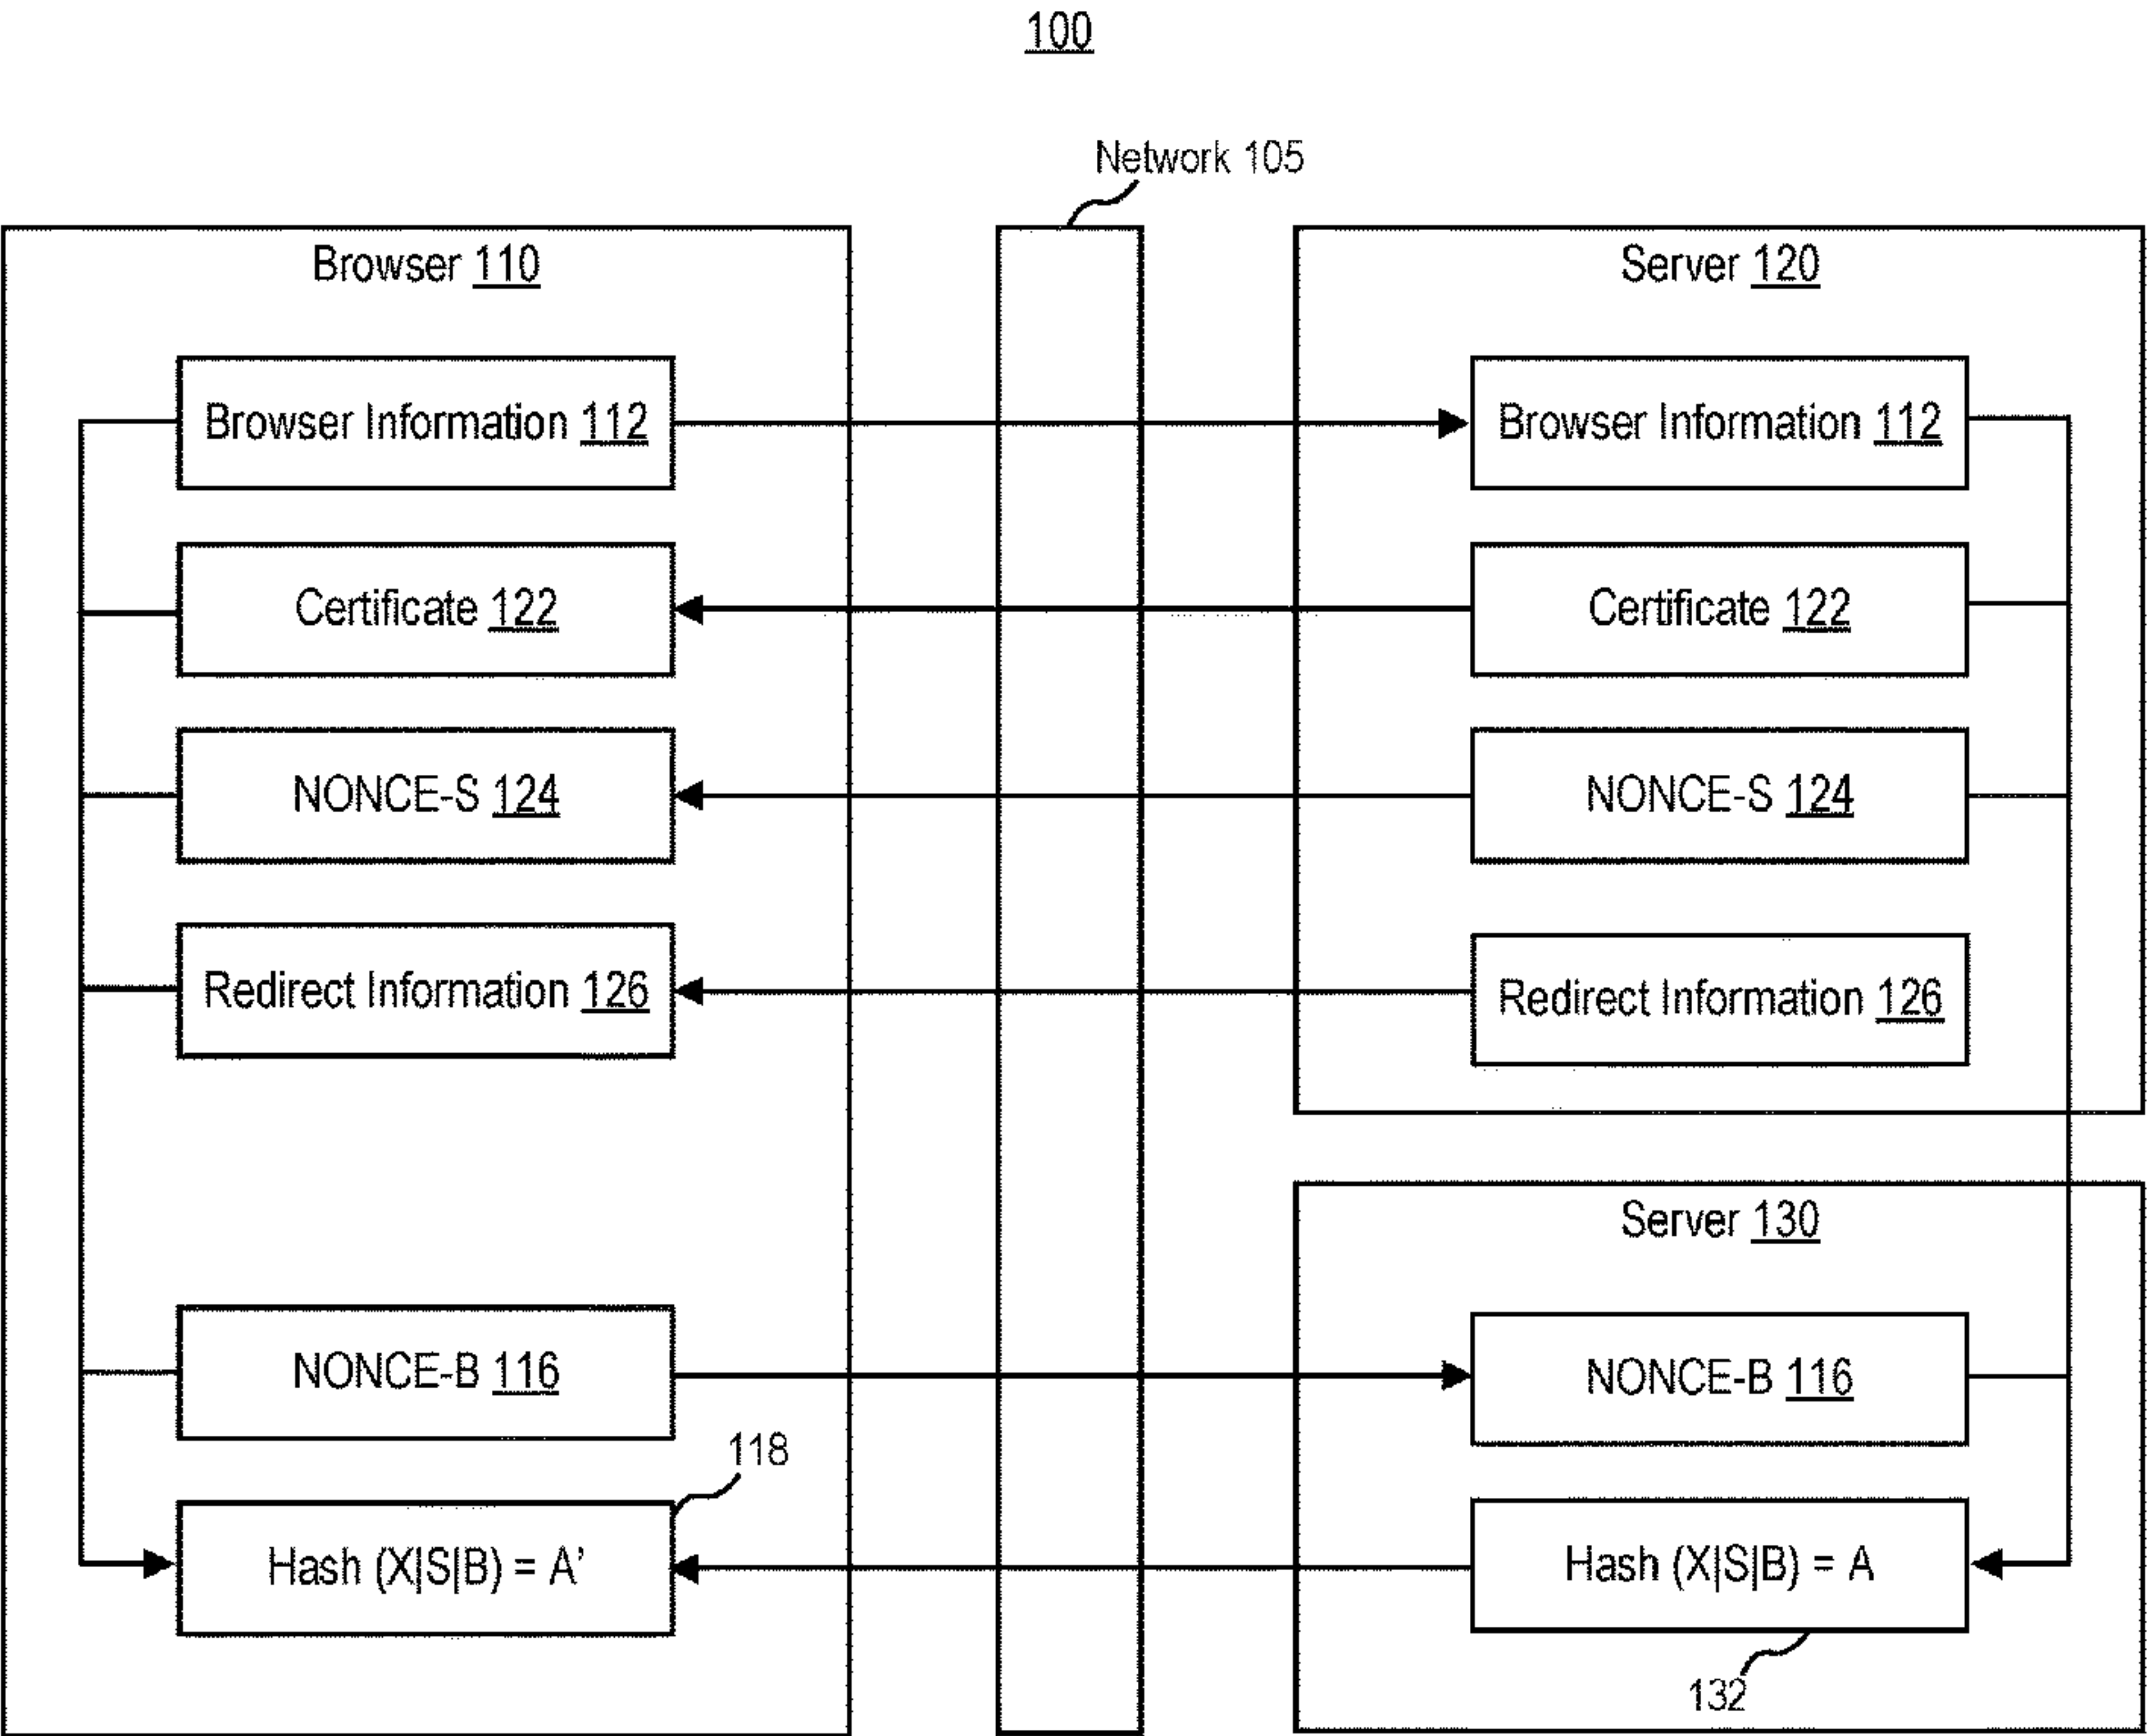 100
Network 105
Browser 110
Server 120
Browser Information 112
Browser Information 112
Certificate 122
Certificate 122
NONCE-S 124
NONCE-S 124
Redirect Information 126
Redirect Information 126
Server 130
NONCE-B 116
NONCE-B 116
118
Hash (X|S|B) = A'
Hash (X|S|B) = A
132